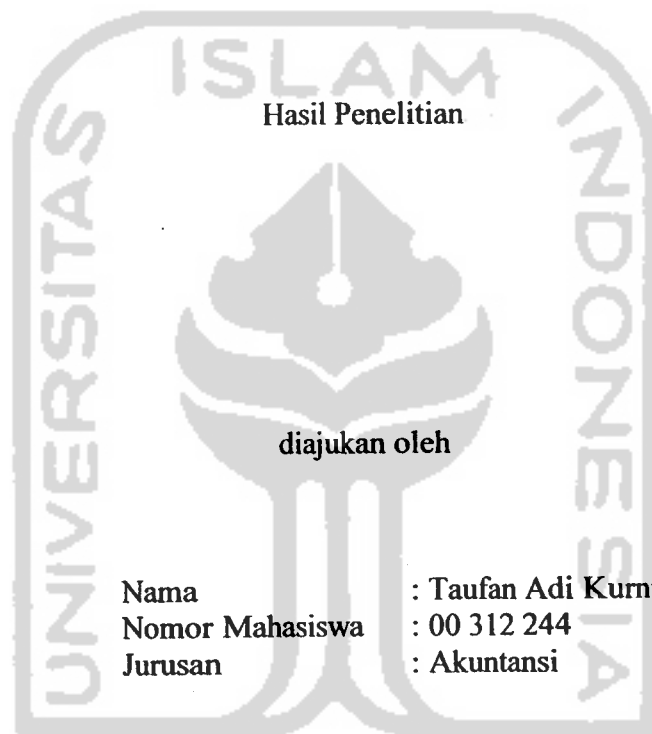 UNIVERSITAS ISLAM INDONESIA
Hasil Penelitian
diajukan oleh
Nama : Taufan Adi Kurn
Nomor Mahasiswa : 00 312 244
Jurusan : Akuntansi